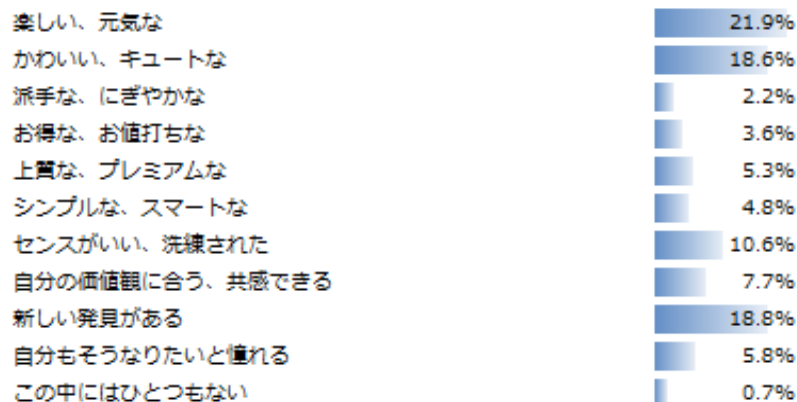 楽しい、元気な 21.9%
かわいい、キュートな 18.6%
派手な、にぎやかな 2.2%
お得な、お値打ちな 3.6%
上質な、プレミアムな 5.3%
シンプルな、スマートな 4.8%
センスがいい、洗練された 10.6%
自分の価値観に合う、共感できる 7.7%
新しい発見がある 18.8%
自分もそうなりたいと憧れる 5.8%
この中にはひとつもない 0.7%